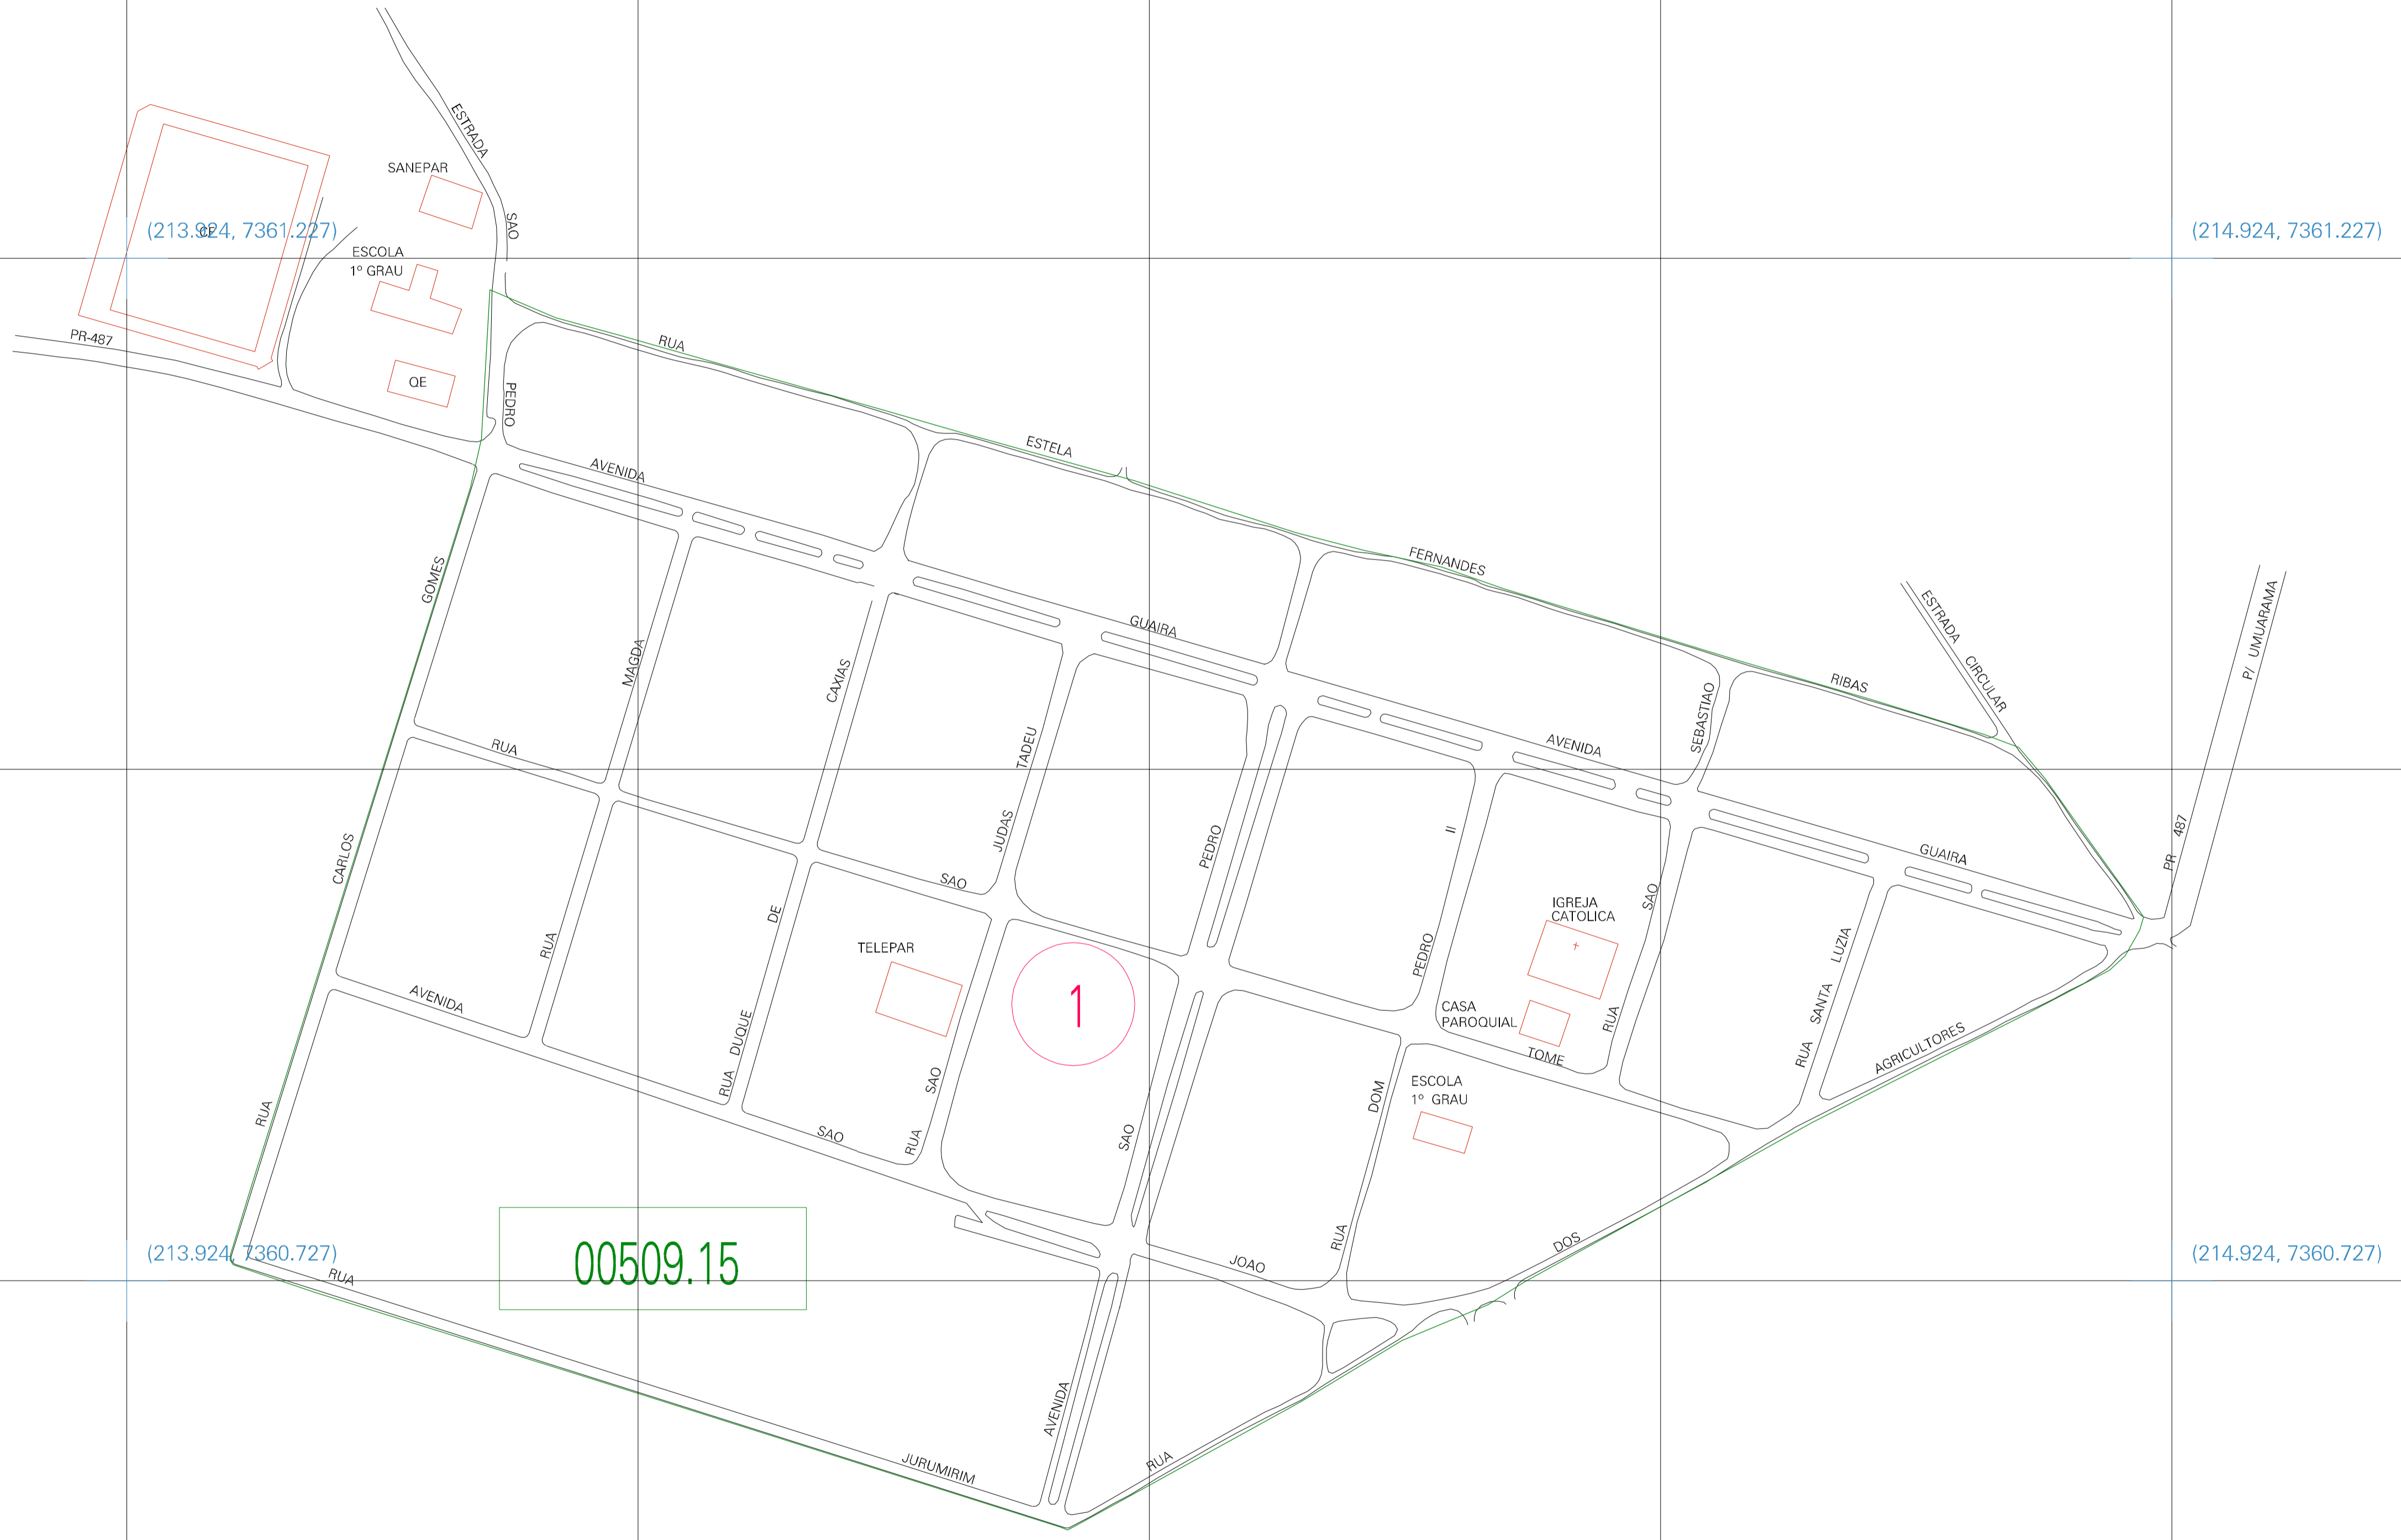 ESTRADA
SANEPAR
SAO
(213.924, 7361.227)
CF
(214.924, 7361.227)
ESCOLA
1º GRAU
PR-487
RUA
QE
PEDRO
ESTELA
AVENIDA
FERNANDES
GOMES
GUAIRA
ESTRADA
CIRCULAR
P/ UMUARAMA
MAGDA
CAXIAS
RIBAS
SEBASTIAO
TADEU
RUA
AVENIDA
JUDAS
PEDRO
II
PR 487
CARLOS
GUAIRA
SAO
SAO
IGREJA
CATOLICA
DE
RUA
TELEPAR
PEDRO
LUZIA
AVENIDA
1
CASA
PAROQUIAL
RUA
SANTA
DUQUE
TOME
AGRICULTORES
RUA
RUA
SAO
DOM
ESCOLA
1º GRAU
RUA
SAO
RUA
SAO
00509.15
(213.924, 7360.727)
RUA
JOAO
RUA
DOS
(214.924, 7360.727)
AVENIDA
JURUMIRIM
RUA